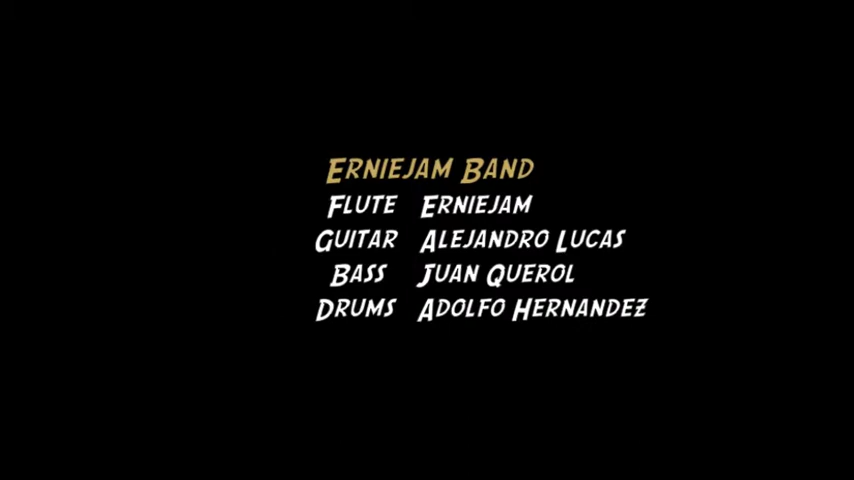 ERNIEJAM BAND
FLUTE ERNIEJAM
GUITAR ALEJANDRO LUCAS
BASS JUAN QUEROL
DRUMS ADOLFO HERNANDEZ